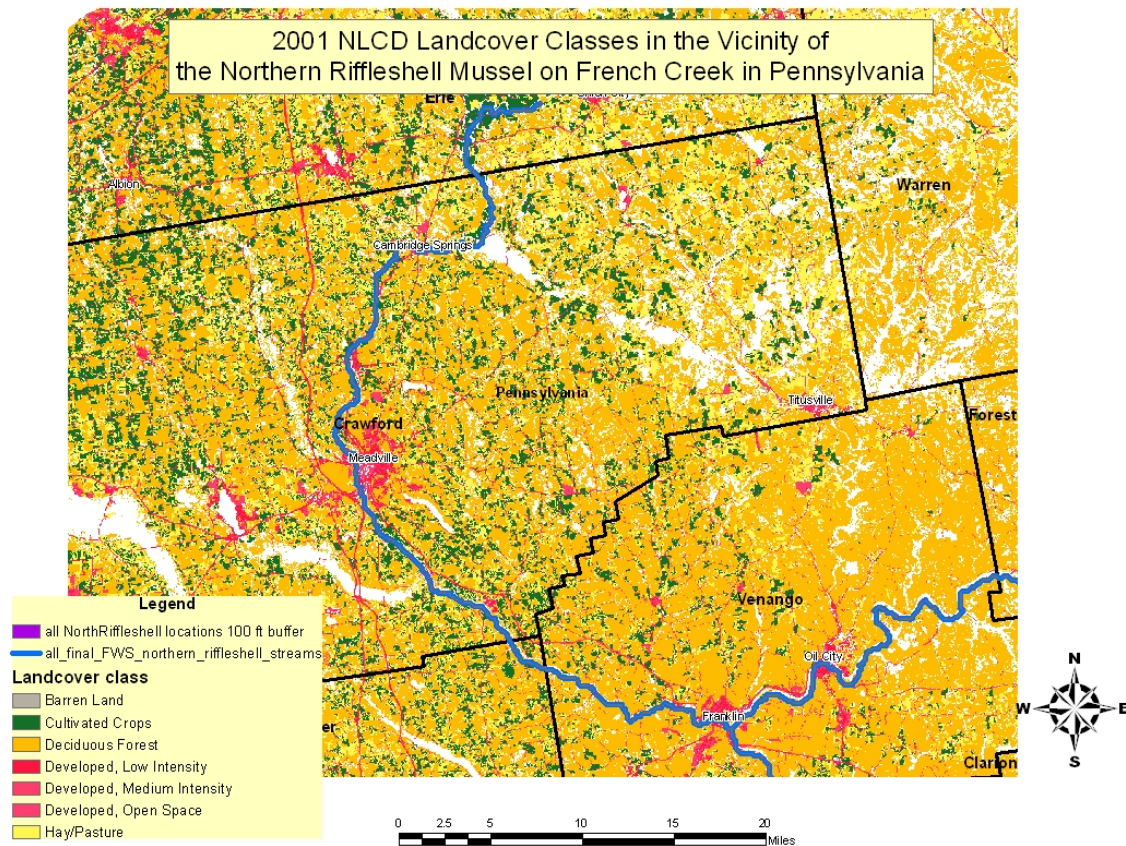 2001 NLCD Landcover Classes in the Vicinity of
the Northern Riffleshell Mussel on French Creek in Pennsylvania
Erie
Albion
Warren
Cambridge Springs
Pennsylvania
Titusville
Forest
Crawford
Meadville
Venango
Oil City
Franklin
Clarion
Legend
all NorthRiffleshell locations 100 ft buffer
all_final_FWS_northern_riffleshell_streams
Landcover class
Barren Land
Cultivated Crops
Deciduous Forest
Developed, Low Intensity
Developed, Medium Intensity
Developed, Open Space
Hay/Pasture
er
N
W E
S
0 2.5 5 10 15 20
Miles